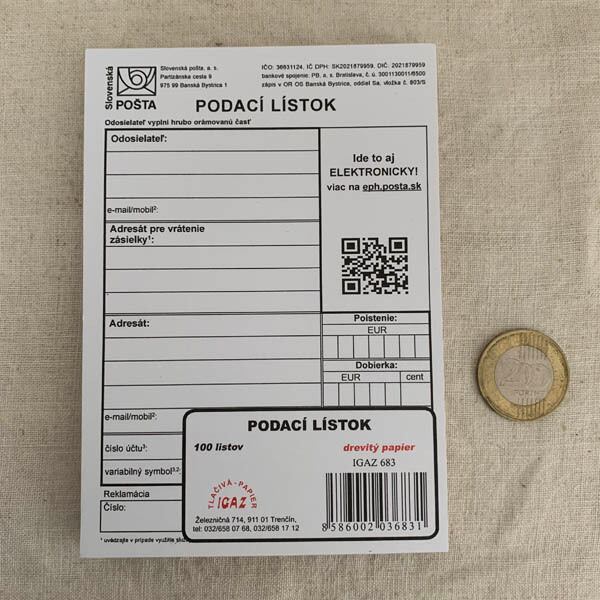 Slovenská
POŠTA
Slovenská pošta, a. s.
Partizánska cesta 9
975 99 Banská Bystrica 1
IČO: 36631124, IČ DPH: SK2021879959, DIČ: 2021879959
bankové spojenie: PB, a. s. Bratislava, č. ú. 3001130011/6500
zápis v OR OS Banská Bystrica, oddiel Sa, vložka č. 803/S
PODACÍ LÍSTOK
Odosielateľ vyplní hrubo orámovanú časť
Odosielateľ:
e-mail/mobil²:
Adresát pre vrátenie
zásielky¹:
Ide to aj
ELEKTRONICKY!
viac na eph.posta.sk
Adresát:
Poistenie:
EUR
Dobierka:
EUR
cent
e-mail/mobil²:
číslo účtu³:
variabilný symbol³,²:
Reklamácia
Číslo:
¹ uvádzajte v prípade využitie
PODACÍ LÍSTOK
100 listov
drevitý papier
IGAZ 683
TLAČIVÁ - PAPIER
IGAZ
Železničná 714, 911 01 Trenčín,
tel: 032/658 07 68, 032/658 17 12
8586002036831
200